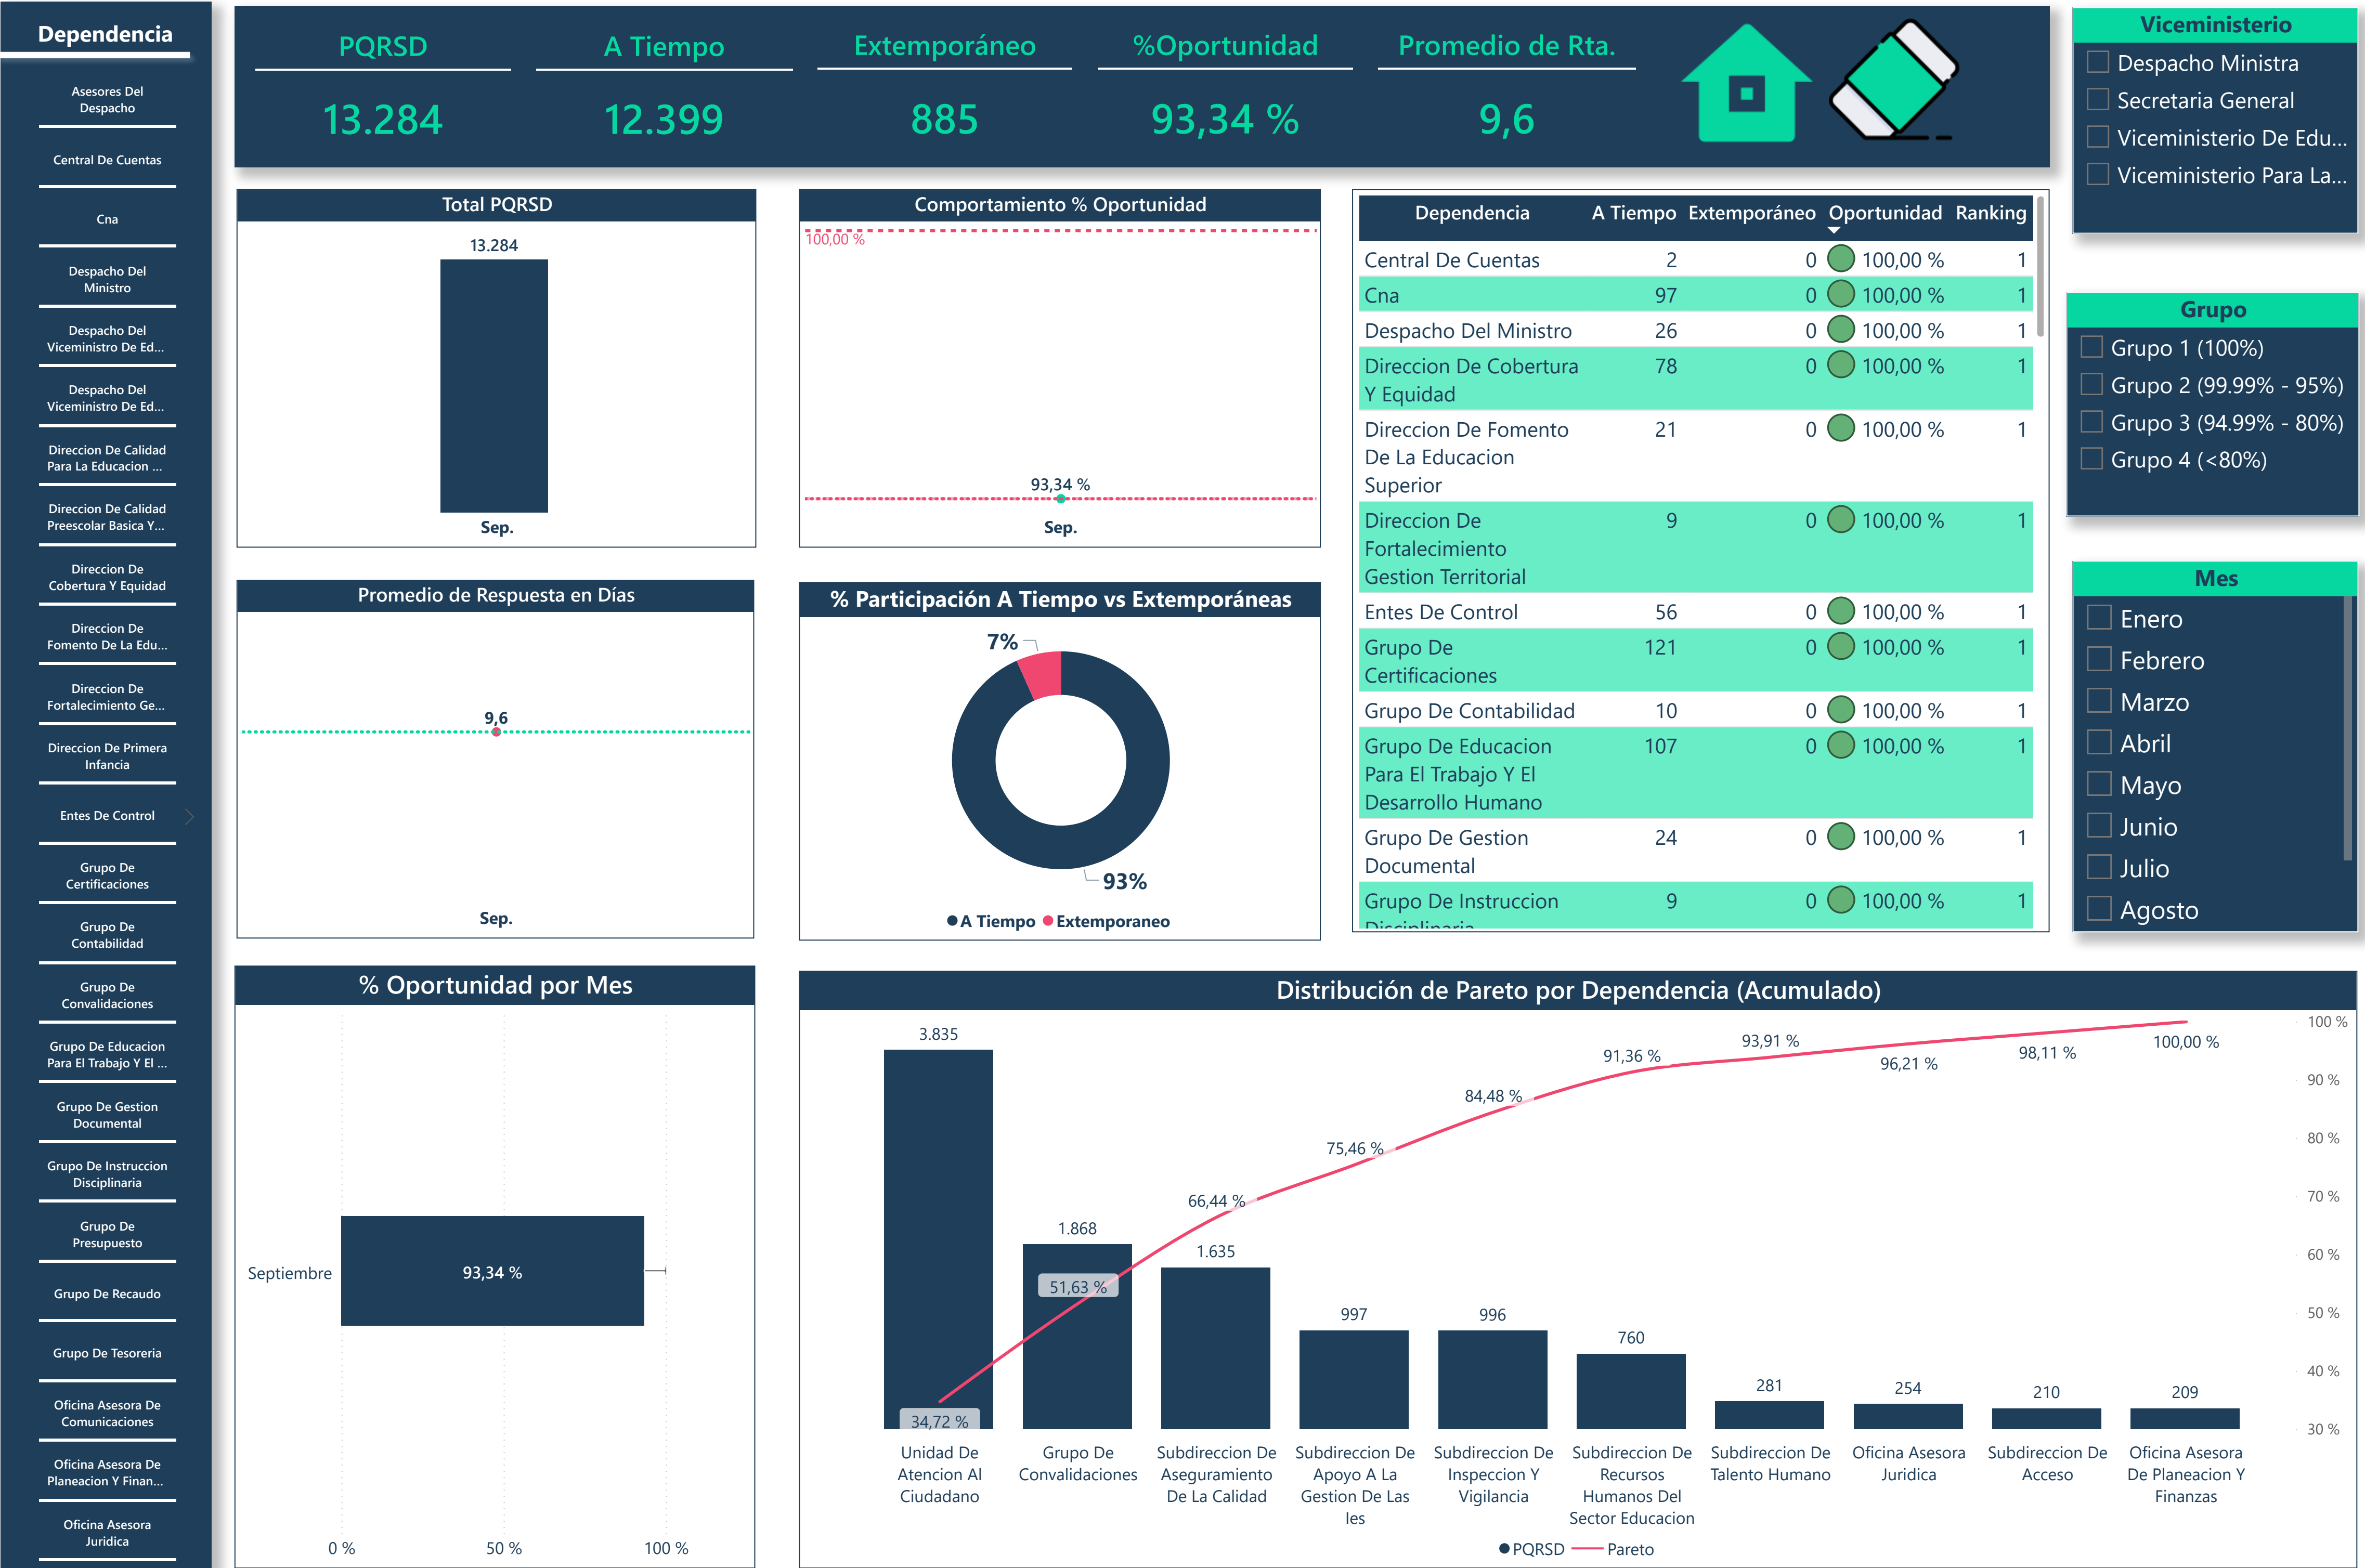 Dependencia
Asesores Del
Despacho
Central De Cuentas
Cna
Despacho Del
Ministro
Despacho Del
Viceministro De Ed...
Despacho Del
Viceministro De Ed...
Direccion De Calidad
Para La Educacion ...
Direccion De Calidad
Preescolar Basica Y...
Direccion De
Cobertura Y Equidad
Direccion De
Fomento De La Edu...
Direccion De
Fortalecimiento Ge...
Direccion De Primera
Infancia
Entes De Control
Grupo De
Certificaciones
Grupo De
Contabilidad
Grupo De
Convalidaciones
Grupo De Educacion
Para El Trabajo Y El ...
Grupo De Gestion
Documental
Grupo De Instruccion
Disciplinaria
Grupo De
Presupuesto
Grupo De Recaudo
Grupo De Tesoreria
Oficina Asesora De
Comunicaciones
Oficina Asesora De
Planeacion Y Finan...
Oficina Asesora
Juridica
PQRSD A Tiempo Extemporáneo %Oportunidad Promedio de Rta.
13.284 12.399 885 93,34 % 9,6
Total PQRSD
13.284
Sep.
Comportamiento % Oportunidad
100,00 %
93,34 %
Sep.
Promedio de Respuesta en Días
9,6
Sep.
% Participación A Tiempo vs Extemporáneas
7%
93%
A Tiempo Extemporaneo
Dependencia A Tiempo Extemporáneo Oportunidad Ranking
Central De Cuentas 2 0 100,00 % 1
Cna 97 0 100,00 % 1
Despacho Del Ministro 26 0 100,00 % 1
Direccion De Cobertura 78 0 100,00 % 1
Y Equidad
Direccion De Fomento 21 0 100,00 % 1
De La Educacion
Superior
Direccion De 9 0 100,00 % 1
Fortalecimiento
Gestion Territorial
Entes De Control 56 0 100,00 % 1
Grupo De 121 0 100,00 % 1
Certificaciones
Grupo De Contabilidad 10 0 100,00 % 1
Grupo De Educacion 107 0 100,00 % 1
Para El Trabajo Y El
Desarrollo Humano
Grupo De Gestion 24 0 100,00 % 1
Documental
Grupo De Instruccion 9 0 100,00 % 1
Disciplinaria
Viceministerio
Despacho Ministra
Secretaria General
Viceministerio De Edu...
Viceministerio Para La...
Grupo
Grupo 1 (100%)
Grupo 2 (99.99% - 95%)
Grupo 3 (94.99% - 80%)
Grupo 4 (<80%)
Mes
Enero
Febrero
Marzo
Abril
Mayo
Junio
Julio
Agosto
% Oportunidad por Mes
Septiembre 93,34 %
0 % 50 % 100 %
Distribución de Pareto por Dependencia (Acumulado)
3.835 1.868 1.635 997 996 760 281 254 210 209
34,72 % 51,63 % 66,44 % 75,46 % 84,48 % 91,36 % 93,91 % 96,21 % 98,11 % 100,00 %
100 %
90 %
80 %
70 %
60 %
50 %
40 %
30 %
Unidad De
Atencion Al
Ciudadano
Grupo De
Convalidaciones
Subdireccion De
Aseguramiento
De La Calidad
Subdireccion De
Apoyo A La
Gestion De Las
Ies
Subdireccion De
Inspeccion Y
Vigilancia
Subdireccion De
Recursos
Humanos Del
Sector Educacion
Subdireccion De
Talento Humano
Oficina Asesora
Juridica
Subdireccion De
Acceso
Oficina Asesora
De Planeacion Y
Finanzas
PQRSD Pareto